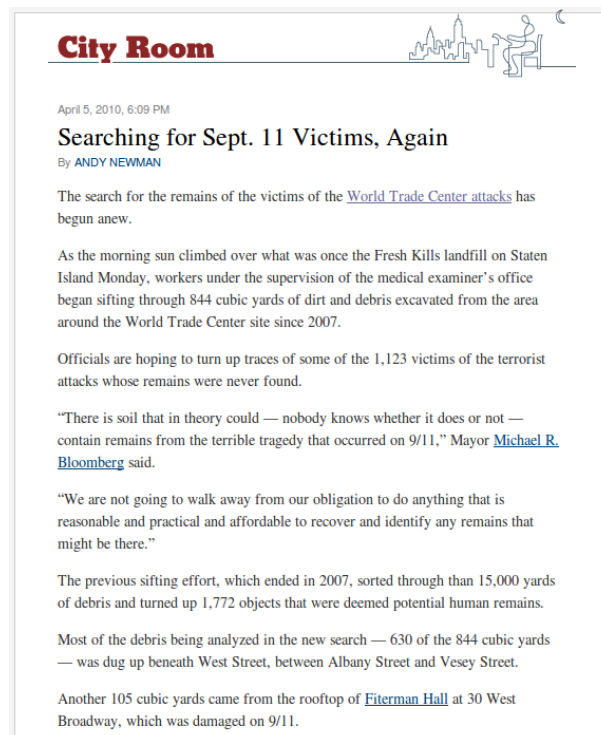 City Room
April 5, 2010, 6:09 PM
Searching for Sept. 11 Victims, Again
By ANDY NEWMAN
The search for the remains of the victims of the World Trade Center attacks has
begun anew.
As the morning sun climbed over what was once the Fresh Kills landfill on Staten
Island Monday, workers under the supervision of the medical examiner’s office
began sifting through 844 cubic yards of dirt and debris excavated from the area
around the World Trade Center site since 2007.
Officials are hoping to turn up traces of some of the 1,123 victims of the terrorist
attacks whose remains were never found.
“There is soil that in theory could — nobody knows whether it does or not —
contain remains from the terrible tragedy that occurred on 9/11,” Mayor Michael R.
Bloomberg said.
“We are not going to walk away from our obligation to do anything that is
reasonable and practical and affordable to recover and identify any remains that
might be there.”
The previous sifting effort, which ended in 2007, sorted through than 15,000 yards
of debris and turned up 1,772 objects that were deemed potential human remains.
Most of the debris being analyzed in the new search — 630 of the 844 cubic yards
— was dug up beneath West Street, between Albany Street and Vesey Street.
Another 105 cubic yards came from the rooftop of Fiterman Hall at 30 West
Broadway, which was damaged on 9/11.